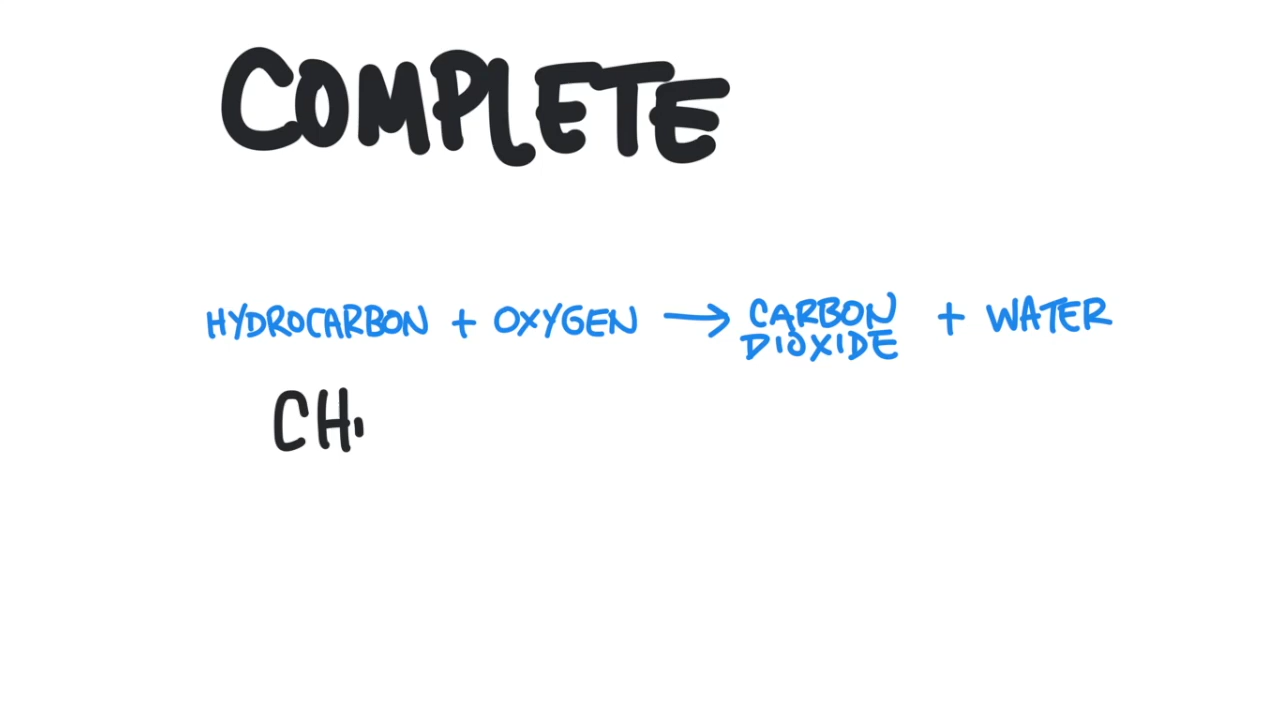 COMPLETE
HYDROCARBON + OXYGEN → CARBON DIOXIDE + WATER
CH